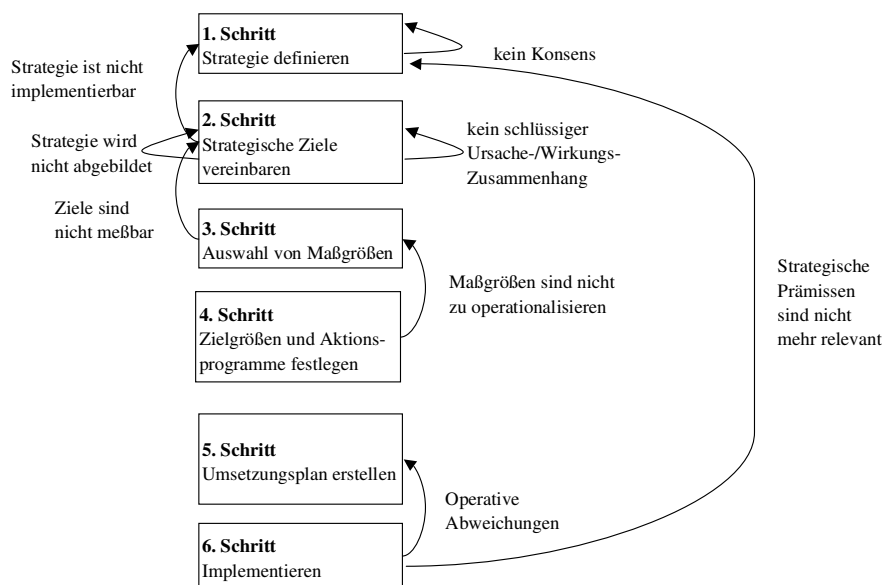 1. Schritt
Strategie definieren
kein Konsens
Strategie ist nicht
implementierbar
2. Schritt
Strategische Ziele
vereinbaren
Strategie wird
nicht abgebildet
kein schlüssiger
Ursache-/Wirkungs-
Zusammenhang
Ziele sind
nicht meßbar
3. Schritt
Auswahl von Maßgrößen
Maßgrößen sind nicht
zu operationalisieren
Strategische
Prämissen
sind nicht
mehr relevant
4. Schritt
Zielgrößen und Aktions-
programme festlegen
5. Schritt
Umsetzungsplan erstellen
Operative
Abweichungen
6. Schritt
Implementieren